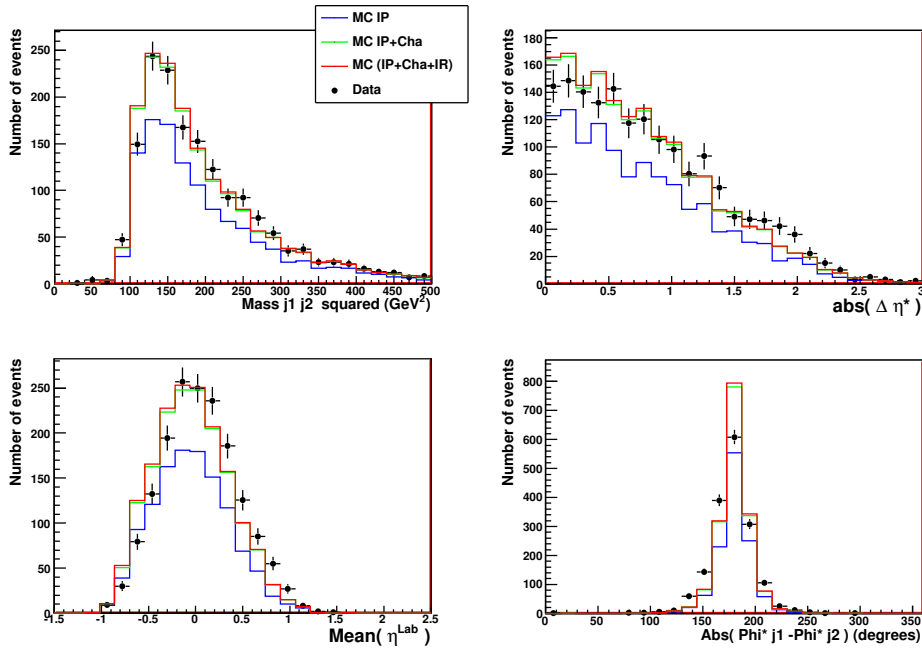 MC IP
MC IP+Cha
MC (IP+Cha+IR)
Data
Number of events
250
200
150
100
50
0
0 50 100 150 200 250 300 350 400 450 500
Mass j1 j2 squared (GeV²)
Number of events
180
160
140
120
100
80
60
40
20
0
0 0.5 1 1.5 2 2.5 3
abs( Δ η* )
Number of events
250
200
150
100
50
0
-1.5 -1 -0.5 0 0.5 1 1.5 2 2.5
Mean( η^Lab )
Number of events
800
700
600
500
400
300
200
100
0
0 50 100 150 200 250 300 350
Abs( Phi* j1 -Phi* j2 ) (degrees)